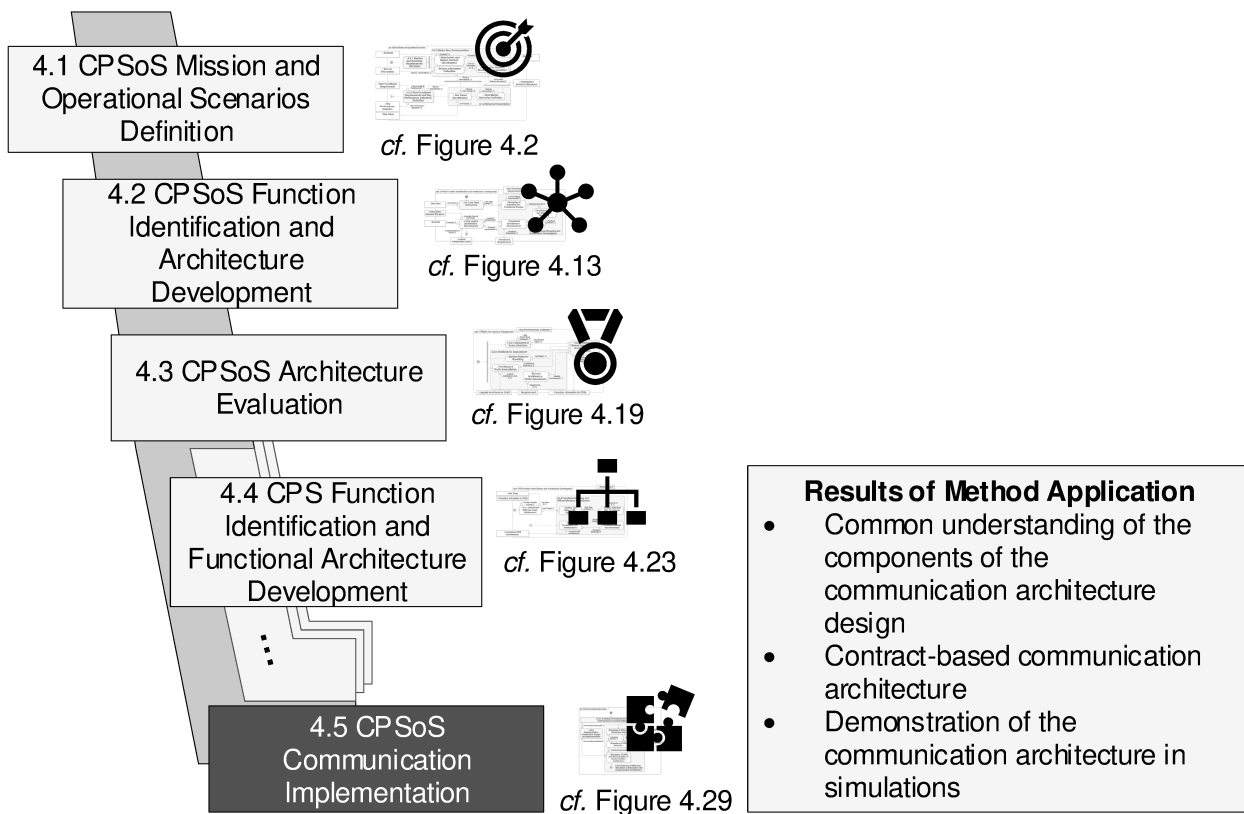 4.1 CPSoS Mission and
Operational Scenarios
Definition
cf. Figure 4.2
4.2 CPSoS Function
Identification and
Architecture
Development
cf. Figure 4.13
4.3 CPSoS Architecture
Evaluation
cf. Figure 4.19
4.4 CPS Function
Identification and
Functional Architecture
Development
cf. Figure 4.23
4.5 CPSoS
Communication
Implementation
cf. Figure 4.29
Results of Method Application
• Common understanding of the
components of the
communication architecture
design
• Contract-based communication
architecture
• Demonstration of the
communication architecture in
simulations